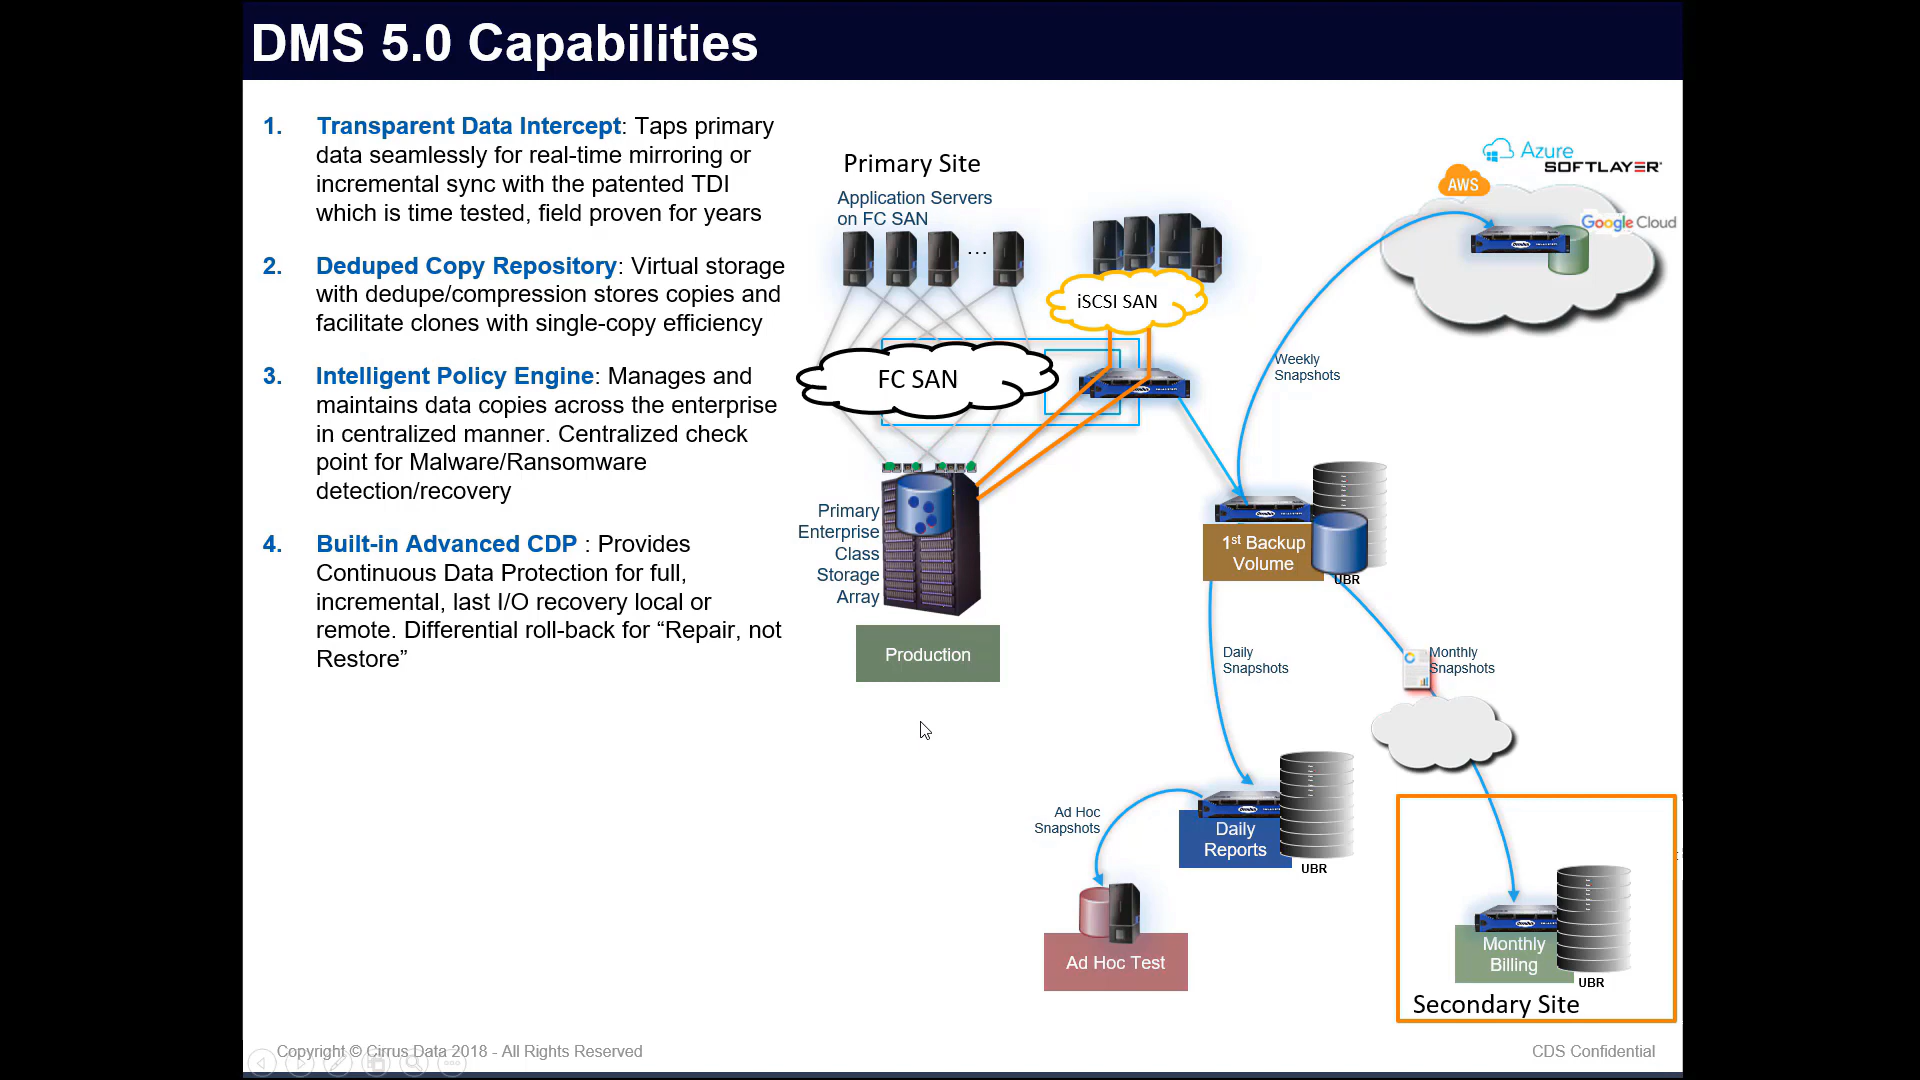 DMS 5.0 Capabilities
1. Transparent Data Intercept: Taps primary
data seamlessly for real-time mirroring or
incremental sync with the patented TDI
which is time tested, field proven for years
2. Deduped Copy Repository: Virtual storage
with dedupe/compression stores copies and
facilitate clones with single-copy efficiency
3. Intelligent Policy Engine: Manages and
maintains data copies across the enterprise
in centralized manner. Centralized check
point for Malware/Ransomware
detection/recovery
4. Built-in Advanced CDP : Provides
Continuous Data Protection for full,
incremental, last I/O recovery local or
remote. Differential roll-back for “Repair, not
Restore”
Primary Site
Application Servers
on FC SAN
...
iSCSI SAN
FC SAN
Primary
Enterprise
Class
Storage
Array
Production
Azure
SOFTLAYER
AWS
Google Cloud
Weekly
Snapshots
1st Backup
Volume
UBR
Daily
Snapshots
Monthly
Snapshots
Ad Hoc
Snapshots
Daily
Reports
UBR
Ad Hoc Test
Monthly
Billing
UBR
Secondary Site
Copyright © Cirrus Data 2018 - All Rights Reserved
CDS Confidential